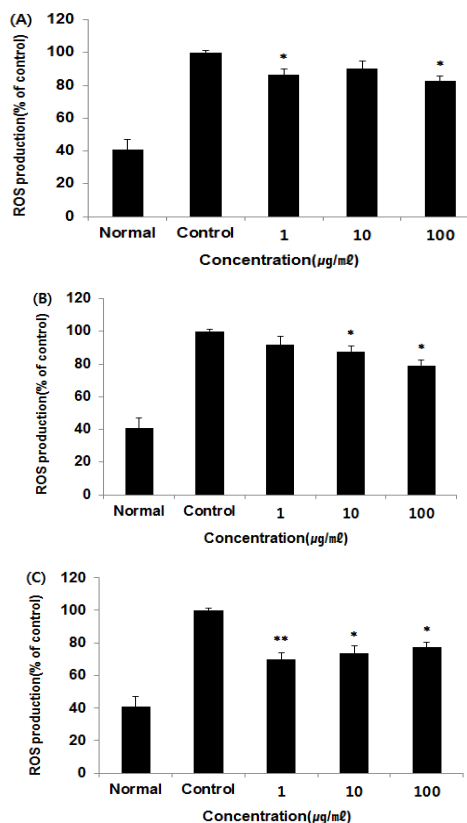 (A)
ROS production(% of control)
120
100
80
60
40
20
0
*
*
Normal Control 1 10 100
Concentration(µg/㎖)
(B)
ROS production(% of control)
120
100
80
60
40
20
0
*
*
Normal Control 1 10 100
Concentration(µg/㎖)
(C)
ROS production(% of control)
120
100
80
60
40
20
0
**
*
*
Normal Control 1 10 100
Concentration(µg/㎖)